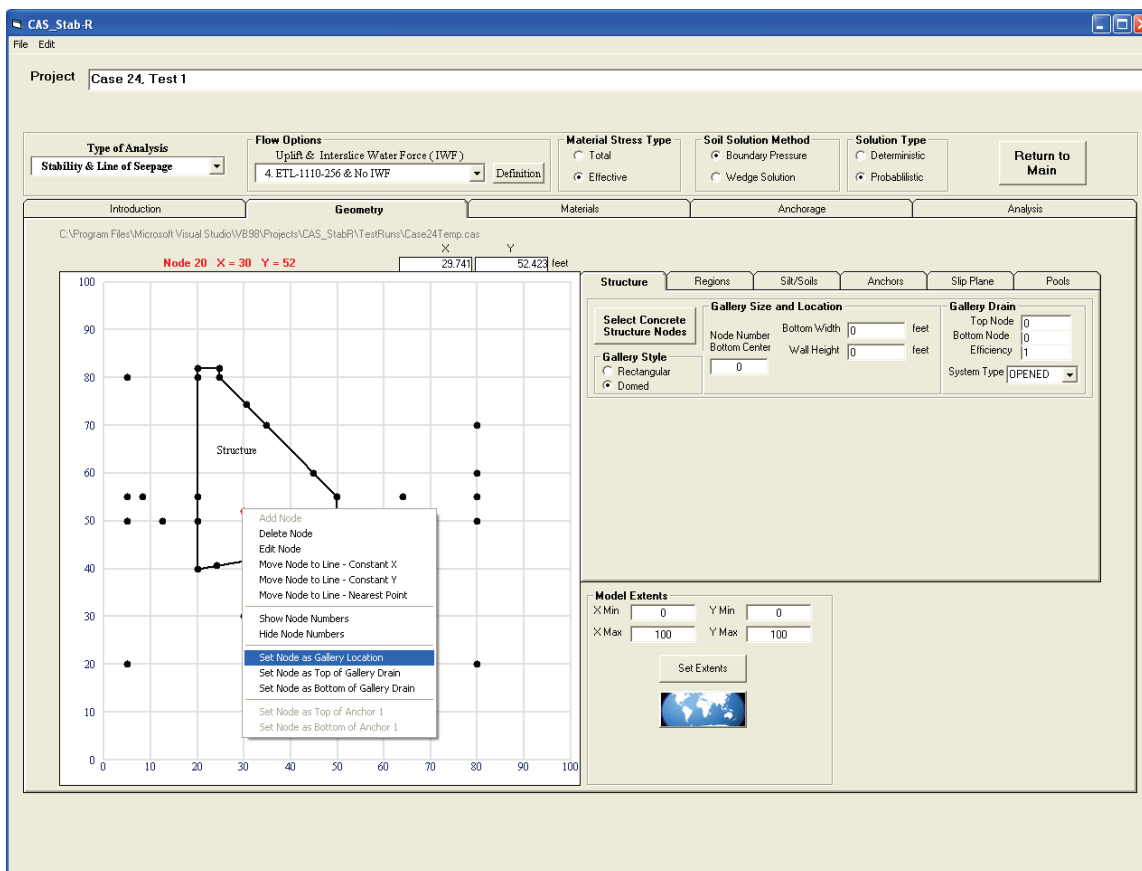 CAS_Stab-R
File Edit
Project Case 24, Test 1
Type of Analysis
Stability & Line of Seepage
Flow Options
Uplift & Interslice Water Force ( IWF )
4. ETL-1110-256 & No IWF Definition
Material Stress Type
Total
Effective
Soil Solution Method
Boundary Pressure
Wedge Solution
Solution Type
Deterministic
Probablilistic
Return to
Main
Introduction Geometry Materials Anchorage Analysis
C:\Program Files\Microsoft Visual Studio\VB98\Projects\CAS_StabR\TestRuns\Case24Temp.cas
X Y
Node 20 X = 30 Y = 52 29.741 52.423 feet
100
90
80
70
60
50
40
30
20
10
0
0 10 20 30 40 50 60 70 80 90 100
Structure
Add Node
Delete Node
Edit Node
Move Node to Line - Constant X
Move Node to Line - Constant Y
Move Node to Line - Nearest Point
Show Node Numbers
Hide Node Numbers
Set Node as Gallery Location
Set Node as Top of Gallery Drain
Set Node as Bottom of Gallery Drain
Set Node as Top of Anchor 1
Set Node as Bottom of Anchor 1
Structure Regions Silt/Soils Anchors Slip Plane Pools
Select Concrete
Structure Nodes
Gallery Style
Rectangular
Domed
Gallery Size and Location
Node Number
Bottom Center
0
Bottom Width 0 feet
Wall Height 0 feet
Gallery Drain
Top Node 0
Bottom Node 0
Efficiency 1
System Type OPENED
Model Extents
X Min 0 Y Min 0
X Max 100 Y Max 100
Set Extents